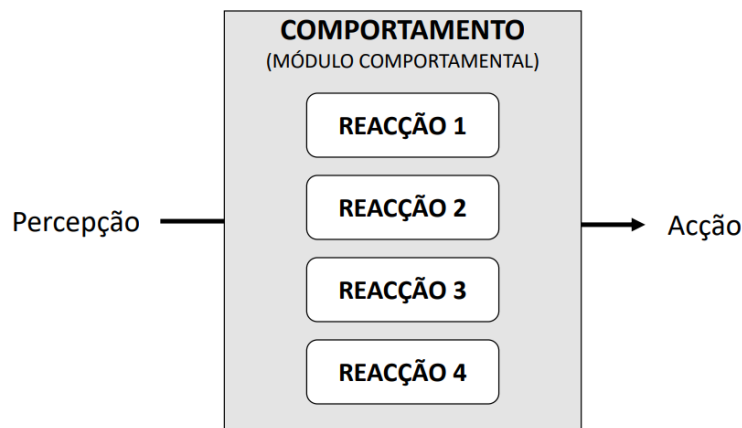 COMPORTAMENTO
(MÓDULO COMPORTAMENTAL)
REACÇÃO 1
REACÇÃO 2
Percepção
Acção
REACÇÃO 3
REACÇÃO 4